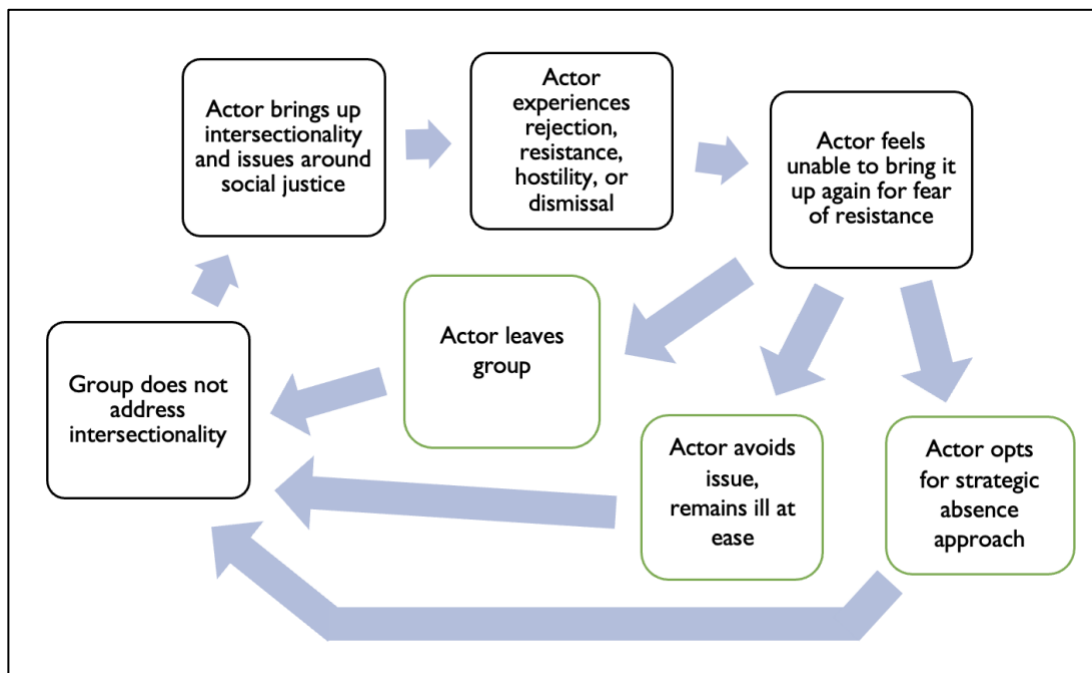 Actor brings up
intersectionality
and issues around
social justice
Actor
experiences
rejection,
resistance,
hostility, or
dismissal
Actor feels
unable to bring it
up again for fear
of resistance
Actor leaves
group
Group does not
address
intersectionality
Actor avoids
issue,
remains ill at
ease
Actor opts
for strategic
absence
approach